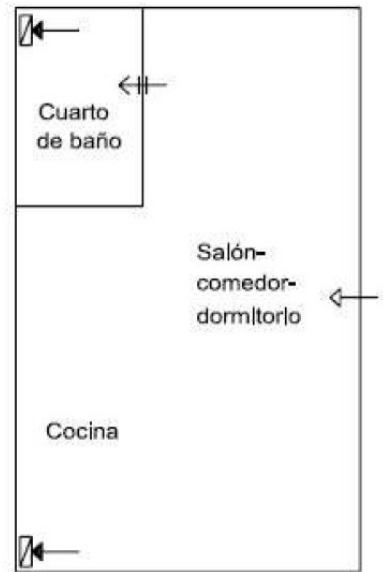 Cuarto
de baño
Salón-
comedor-
dormitorio
Cocina